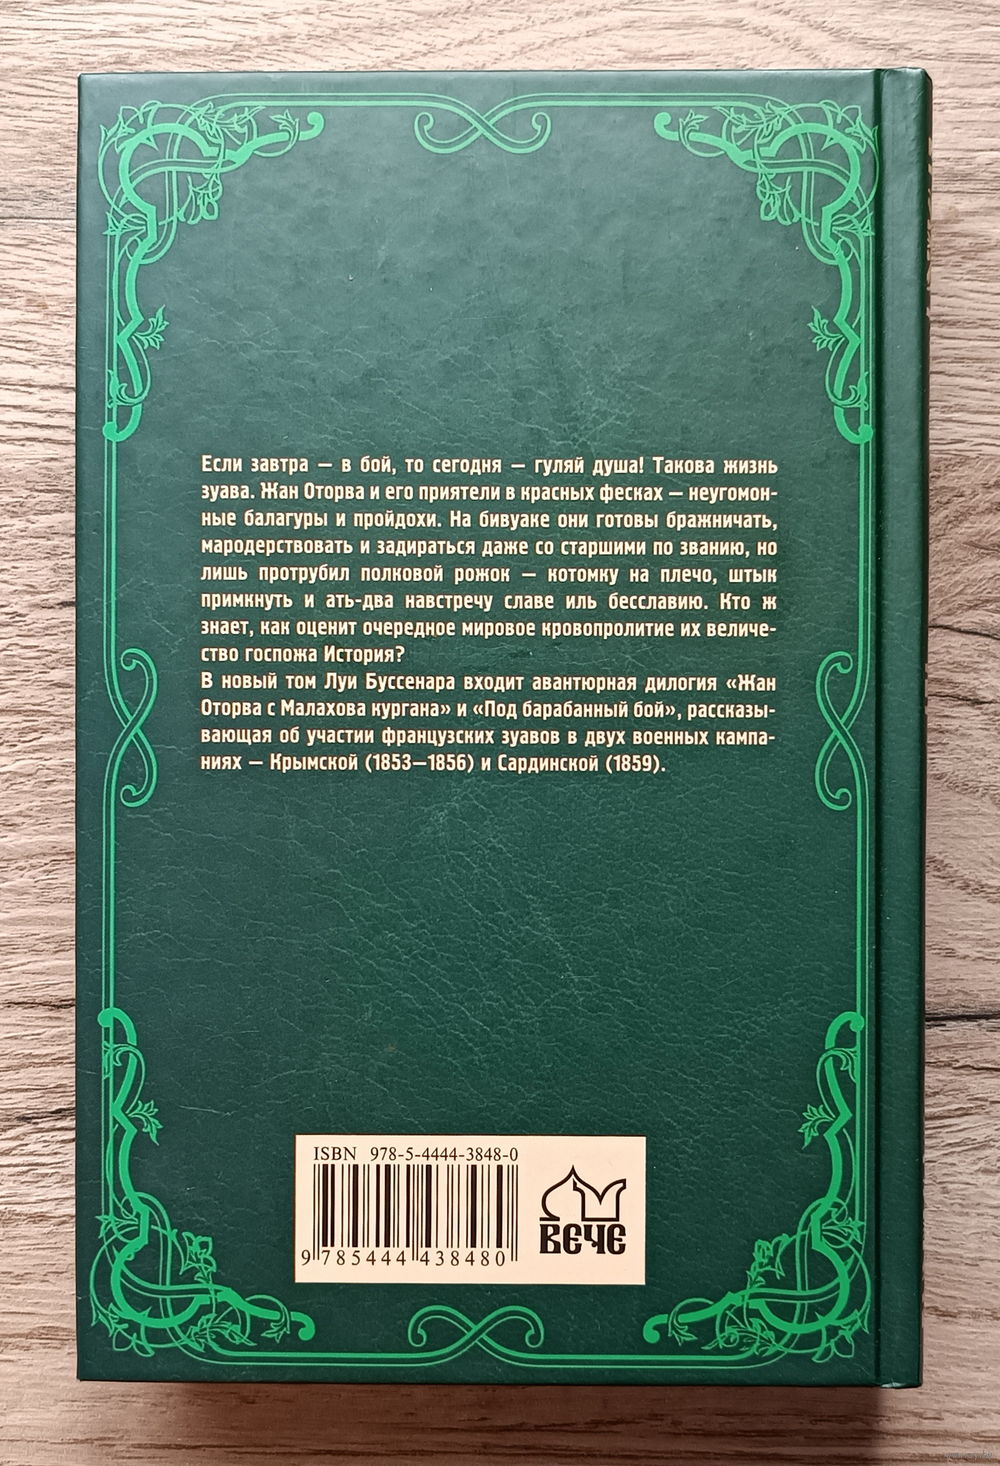 Если завтра — в бой, то сегодня — гуляй душа! Такова жизнь
зуава. Жан Оторва и его приятели в красных фесках — неугомон-
ные балагуры и пройдохи. На бивуаке они готовы бражничать,
мародерствовать и задираться даже со старшими по званию, но
лишь протрубил полковой рожок — котомку на плечо, штык
примкнуть и ать-два навстречу славе иль бесславию. Кто ж
знает, как оценит очередное мировое кровопролитие их величе-
ство госпожа История?
В новый том Луи Буссенара входит авантюрная дилогия «Жан
Оторва с Малахова кургана» и «Под барабанный бой», рассказы-
вающая об участии французских зуавов в двух военных кампа-
ниях — Крымской (1853—1856) и Сардинской (1859).
ISBN 978-5-4444-3848-0
9 785444 438480
ВЕЧЕ